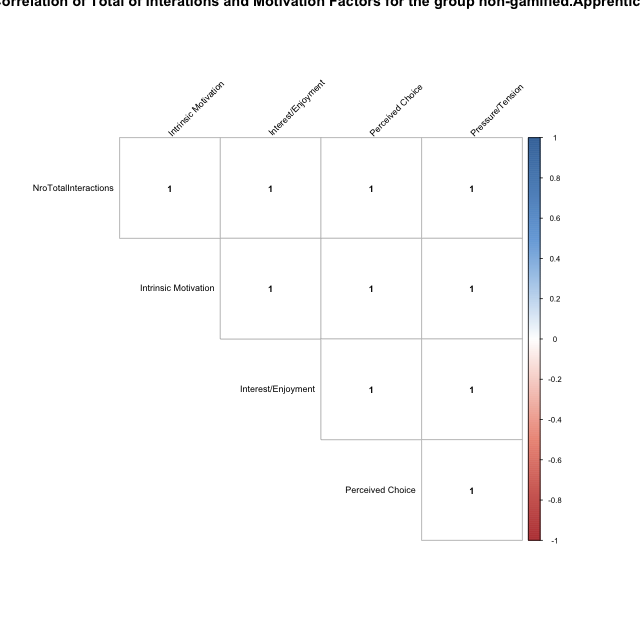 orrelation of Total of Interations and Motivation Factors for the group non-gamified.Apprentic
Intrinsic Motivation
Interest/Enjoyment
Perceived Choice
Pressure/Tension
NroTotalInteractions 1 1 1 1
Intrinsic Motivation 1 1 1
Interest/Enjoyment 1 1
Perceived Choice 1
1
0.8
0.6
0.4
0.2
0
-0.2
-0.4
-0.6
-0.8
-1